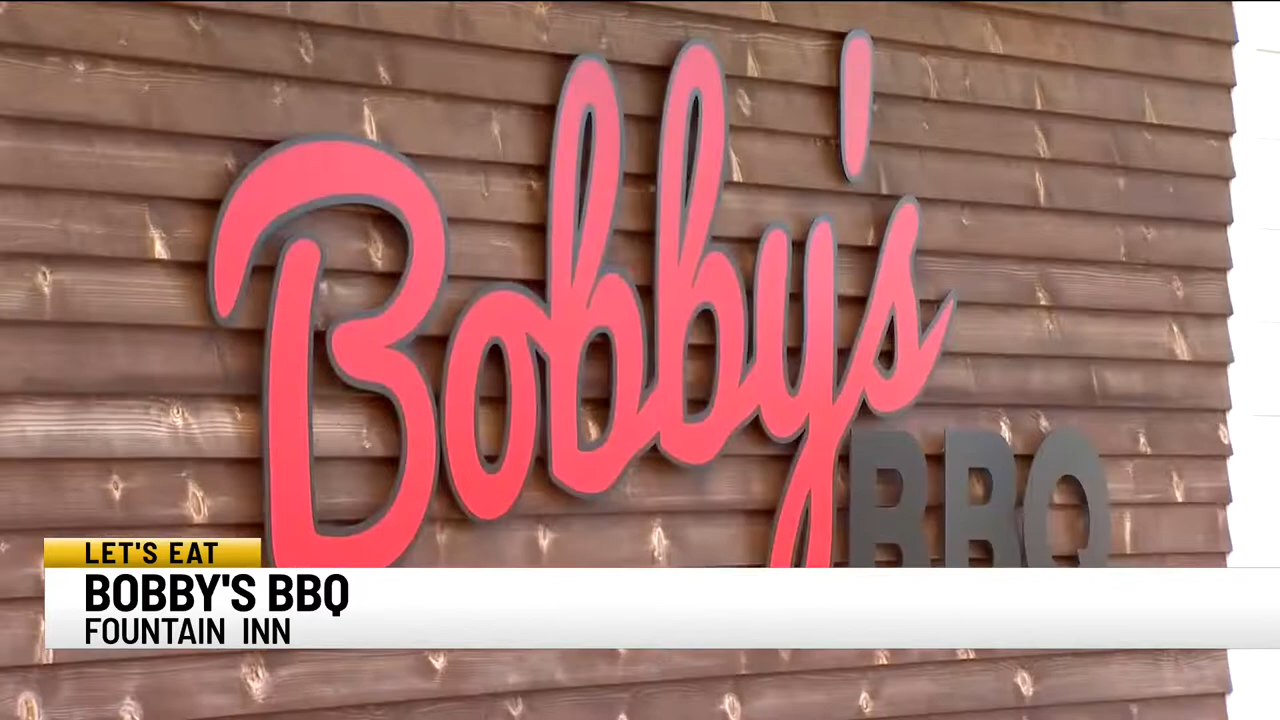 Bobby's
BBQ
LET'S EAT
BOBBY'S BBQ
FOUNTAIN INN